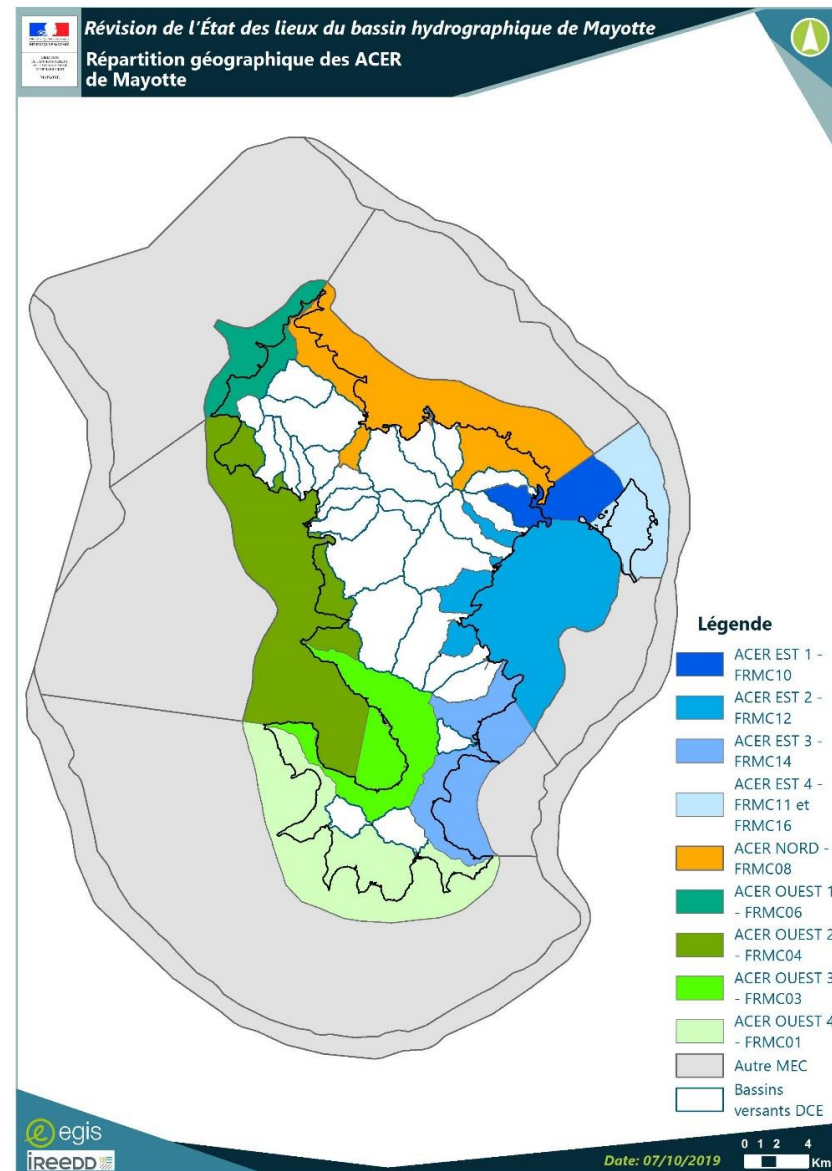 Révision de l'État des lieux du bassin hydrographique de Mayotte
Répartition géographique des ACER
de Mayotte
MAYOTTE
Légende
ACER EST 1 -
FRMC10
ACER EST 2 -
FRMC12
ACER EST 3 -
FRMC14
ACER EST 4 -
FRMC11 et
FRMC16
ACER NORD -
FRMC08
ACER OUEST 1
- FRMC06
ACER OUEST 2
- FRMC04
ACER OUEST 3
- FRMC03
ACER OUEST 4
- FRMC01
Autre MEC
Bassins
versants DCE
egis
iReeDD
Date: 07/10/2019
0 1 2 4
Km